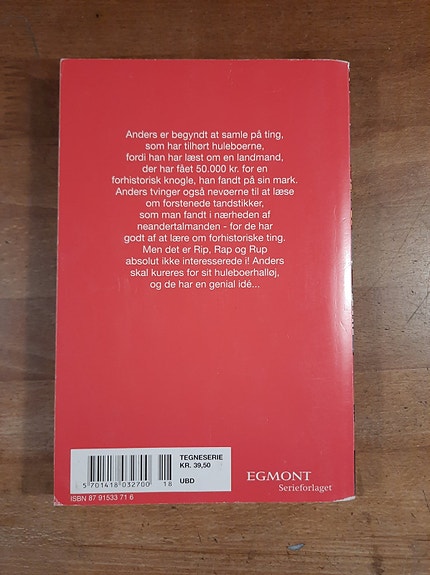 Anders er begyndt at samle på ting,
som har tilhørt huleboerne,
fordi han har læst om en landmand,
der har fået 50.000 kr. for en
forhistorisk knogle, han fandt på sin mark.
Anders tvinger også nevøerne til at læse
om forstenede tandstikker,
som man fandt i nærheden af
neandertalmanden - for de har
godt af at lære om forhistoriske ting.
Men det er Rip, Rap og Rup
absolut ikke interesserede i! Anders
skal kureres for sit huleboerhalløj,
og de har en genial idé...
TEGNESERIE
KR. 39,50
UBD
5 701418 032700 18
ISBN 87 91533 71 6
EGMONT
Serieforlaget